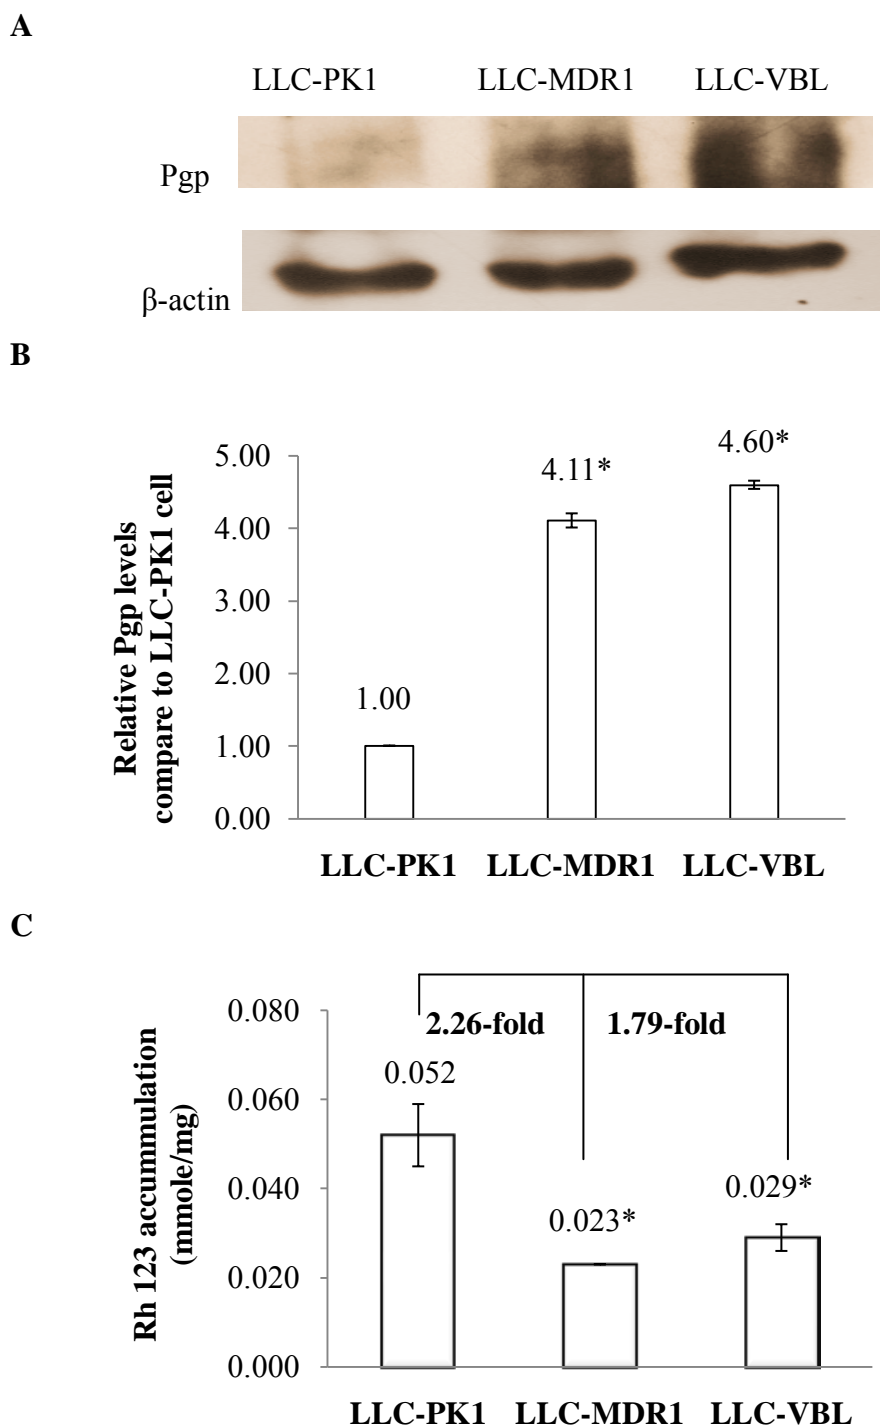 A
LLC-PK1 LLC-MDR1 LLC-VBL
Pgp
β-actin
B
Relative Pgp levels
compare to LLC-PK1 cell
5.00
4.00
3.00
2.00
1.00
0.00
1.00
4.11*
4.60*
LLC-PK1 LLC-MDR1 LLC-VBL
C
Rh 123 accummulation
(mmole/mg)
0.080
0.060
0.040
0.020
0.000
2.26-fold 1.79-fold
0.052
0.023*
0.029*
LLC-PK1 LLC-MDR1 LLC-VBL